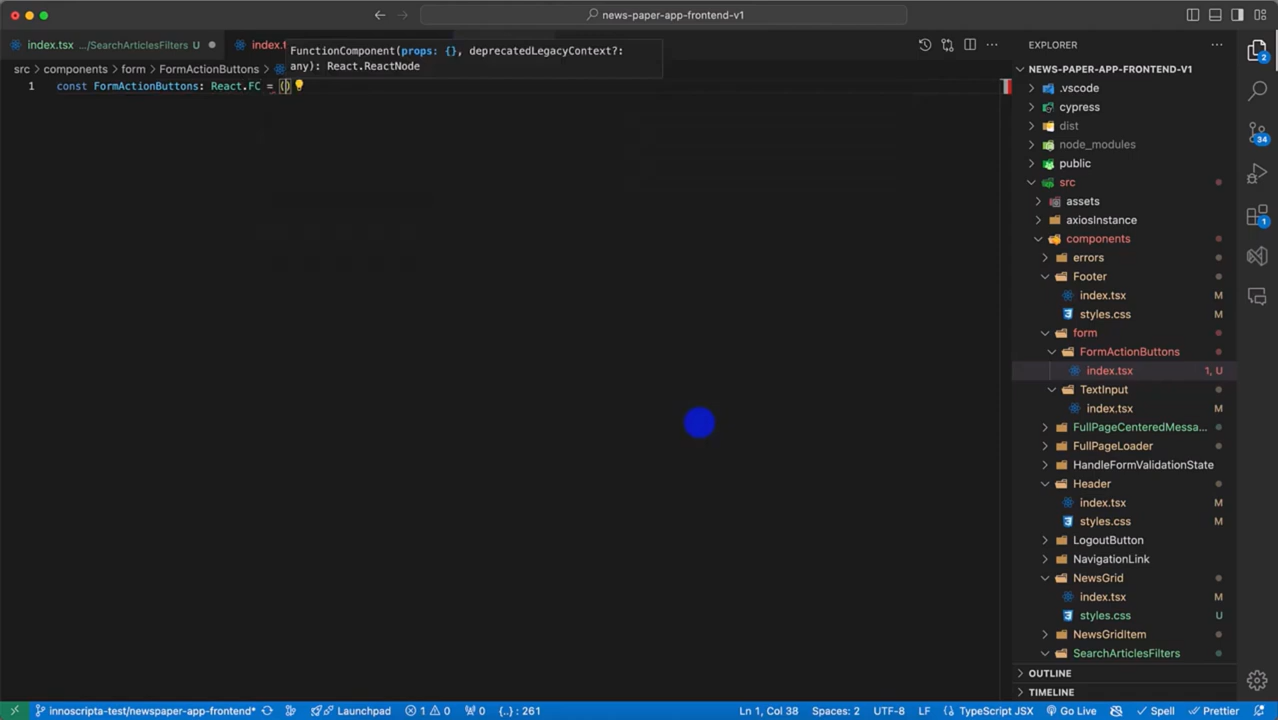 news-paper-app-frontend-v1
index.tsx .../SearchArticlesFilters U
index.t
FunctionComponent(props: {}, deprecatedLegacyContext?:
any): React.ReactNode
src > components > form > FormActionButtons >
1 const FormActionButtons: React.FC = ()
EXPLORER
NEWS-PAPER-APP-FRONTEND-V1
.vscode
cypress
dist
node_modules
public
src
assets
axiosInstance
components
errors
Footer
index.tsx M
styles.css M
form
FormActionButtons
index.tsx 1, U
TextInput
index.tsx M
FullPageCenteredMessa...
FullPageLoader
HandleFormValidationState
Header
index.tsx M
styles.css M
LogoutButton
NavigationLink
NewsGrid
index.tsx M
styles.css U
NewsGridItem
SearchArticlesFilters
OUTLINE
TIMELINE
2
34
1
innoscripta-test/newspaper-app-frontend* Launchpad 1 0 0 {..} : 261 Ln 1, Col 38 Spaces: 2 UTF-8 LF {} TypeScript JSX Go Live Spell Prettier